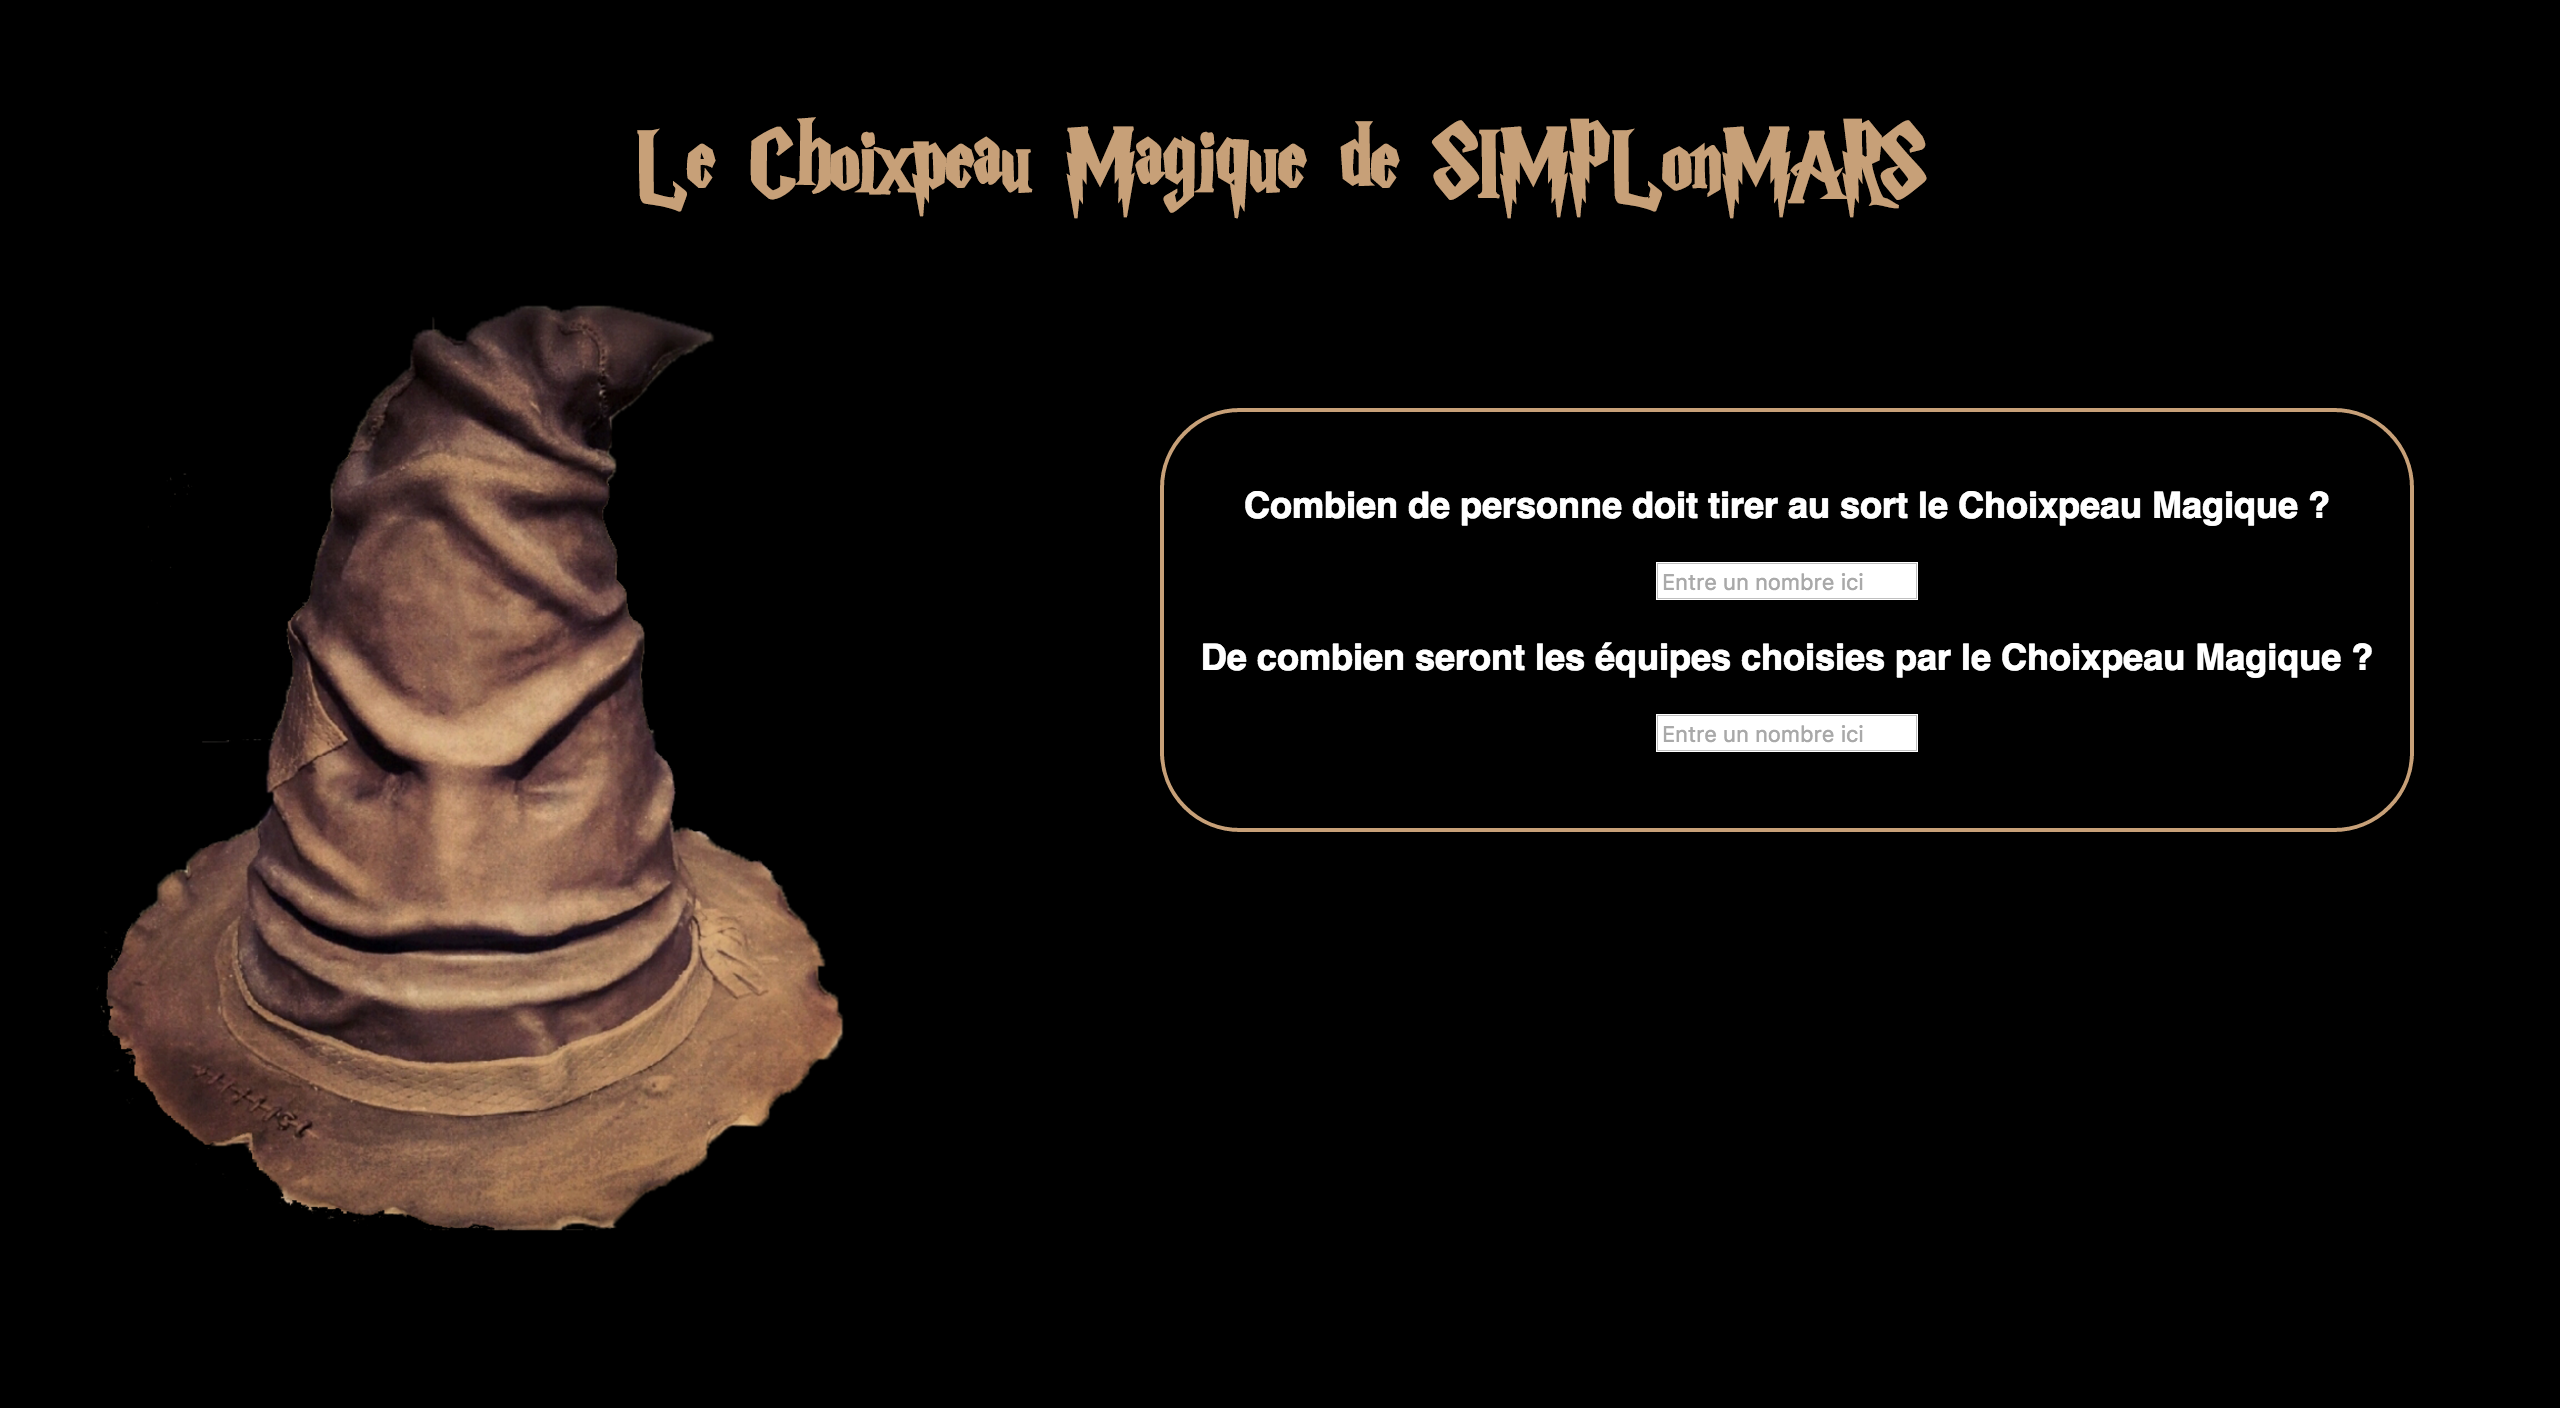 Le Choixpeau Magique de SIMPLonMARS
Combien de personne doit tirer au sort le Choixpeau Magique ?
Entre un nombre ici
De combien seront les équipes choisies par le Choixpeau Magique ?
Entre un nombre ici